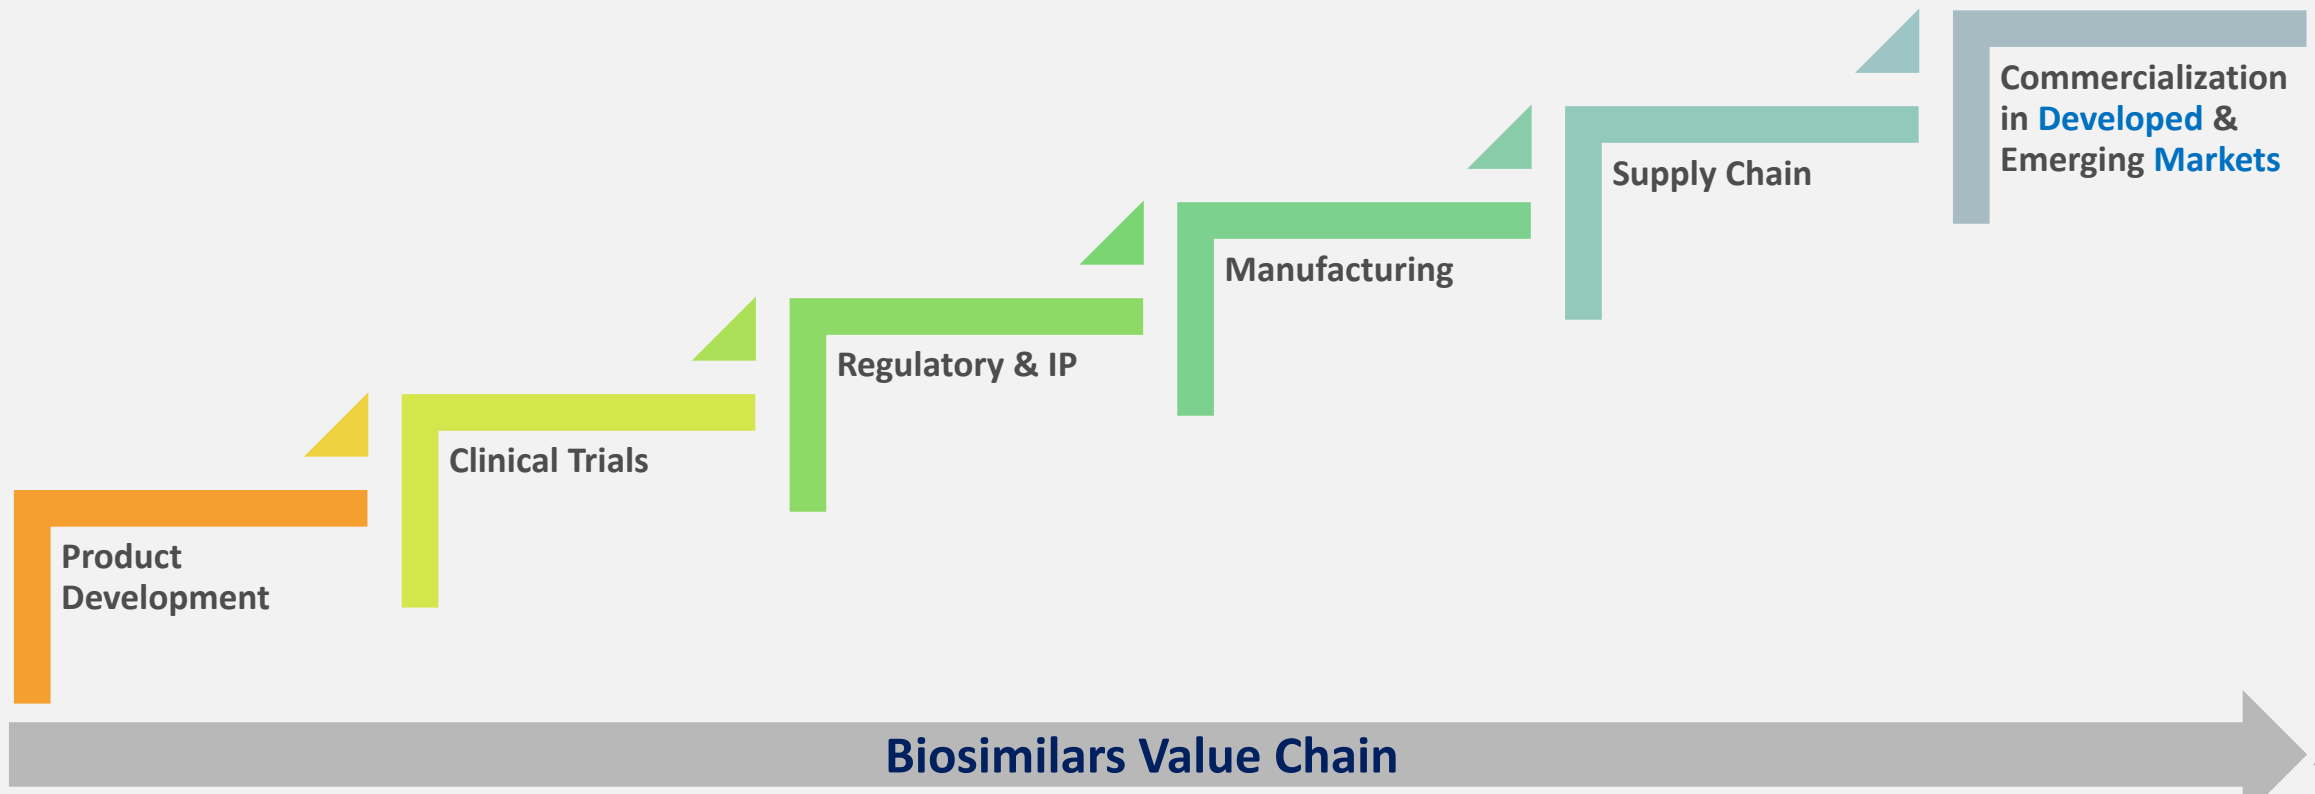 Commercialization
in Developed &
Emerging Markets
Supply Chain
Manufacturing
Regulatory & IP
Clinical Trials
Product
Development
Biosimilars Value Chain